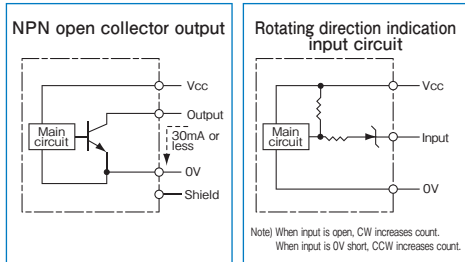 NPN open collector output
Vcc
Output
Main
circuit
30mA or
less
0V
Shield
Rotating direction indication
input circuit
Vcc
Main
circuit
Input
0V
Note) When input is open, CW increases count.
When input is 0V short, CCW increases count.